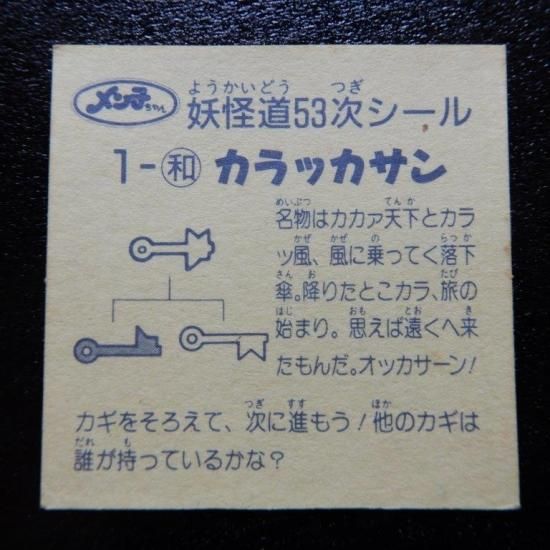 メン子ちゃん
ようかいどう つぎ
妖怪道53次シール
1-和 カラッカサン
めいぶつ てんか
名物はカカァ天下とカラ
かぜ かぜ の らっか
ッ風、風に乗ってく落下
さん お たび
傘。降りたとこカラ、旅の
はじ おも とお き
始まり。思えば遠くへ来
たもんだ。オッカサーン!
つぎ すす ほか
カギをそろえて、次に進もう!他のカギは
だれ も
誰が持っているかな?